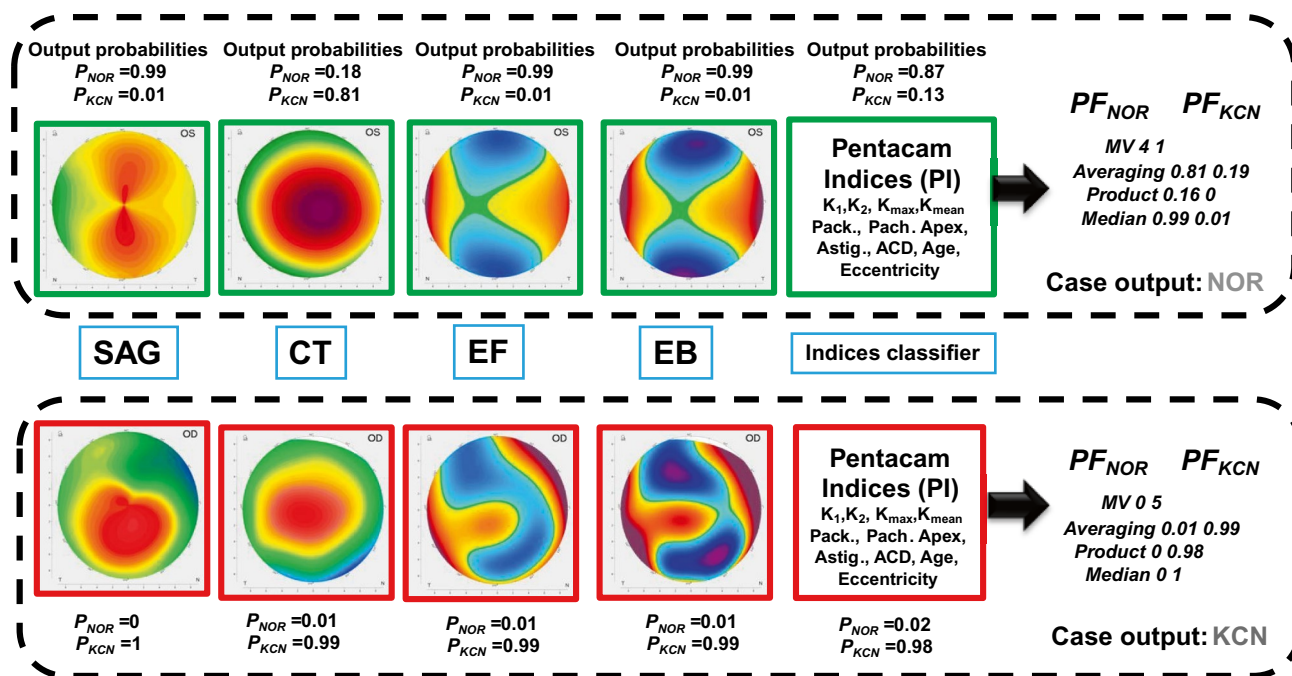 Output probabilities
P_NOR =0.99
P_KCN =0.01
Output probabilities
P_NOR =0.18
P_KCN =0.81
Output probabilities
P_NOR =0.99
P_KCN =0.01
Output probabilities
P_NOR =0.99
P_KCN =0.01
Output probabilities
P_NOR =0.87
P_KCN =0.13
OS
N
T
OS
N
T
OS
N
T
OS
N
T
Pentacam
Indices (PI)
K1,K2, Kmax,Kmean
Pack., Pach. Apex,
Astig., ACD, Age,
Eccentricity
PF_NOR PF_KCN
MV 4 1
Averaging 0.81 0.19
Product 0.16 0
Median 0.99 0.01
Case output: NOR
SAG
CT
EF
EB
Indices classifier
OD
T
N
OD
T
N
OD
T
N
OD
T
N
Pentacam
Indices (PI)
K1,K2, Kmax,Kmean
Pack., Pach. Apex,
Astig., ACD, Age,
Eccentricity
PF_NOR PF_KCN
MV 0 5
Averaging 0.01 0.99
Product 0 0.98
Median 0 1
Case output: KCN
P_NOR =0
P_KCN =1
P_NOR =0.01
P_KCN =0.99
P_NOR =0.01
P_KCN =0.99
P_NOR =0.01
P_KCN =0.99
P_NOR =0.02
P_KCN =0.98